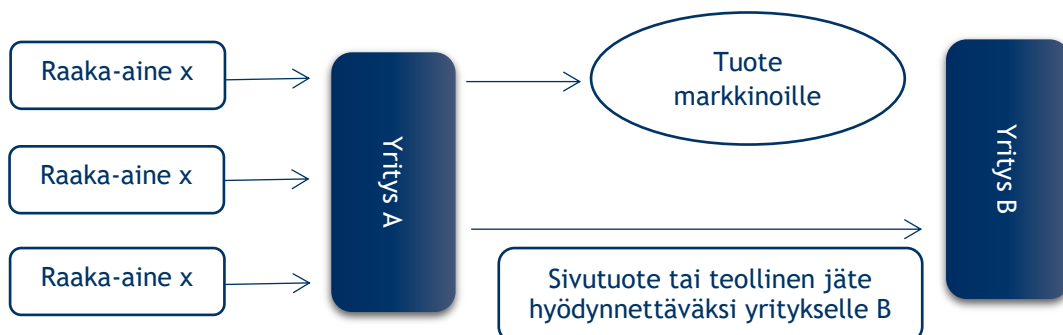 Raaka-aine x
Raaka-aine x
Raaka-aine x
Yritys A
Tuote
markkinoille
Sivutuote tai teollinen jäte
hyödynnettäväksi yritykselle B
Yritys B